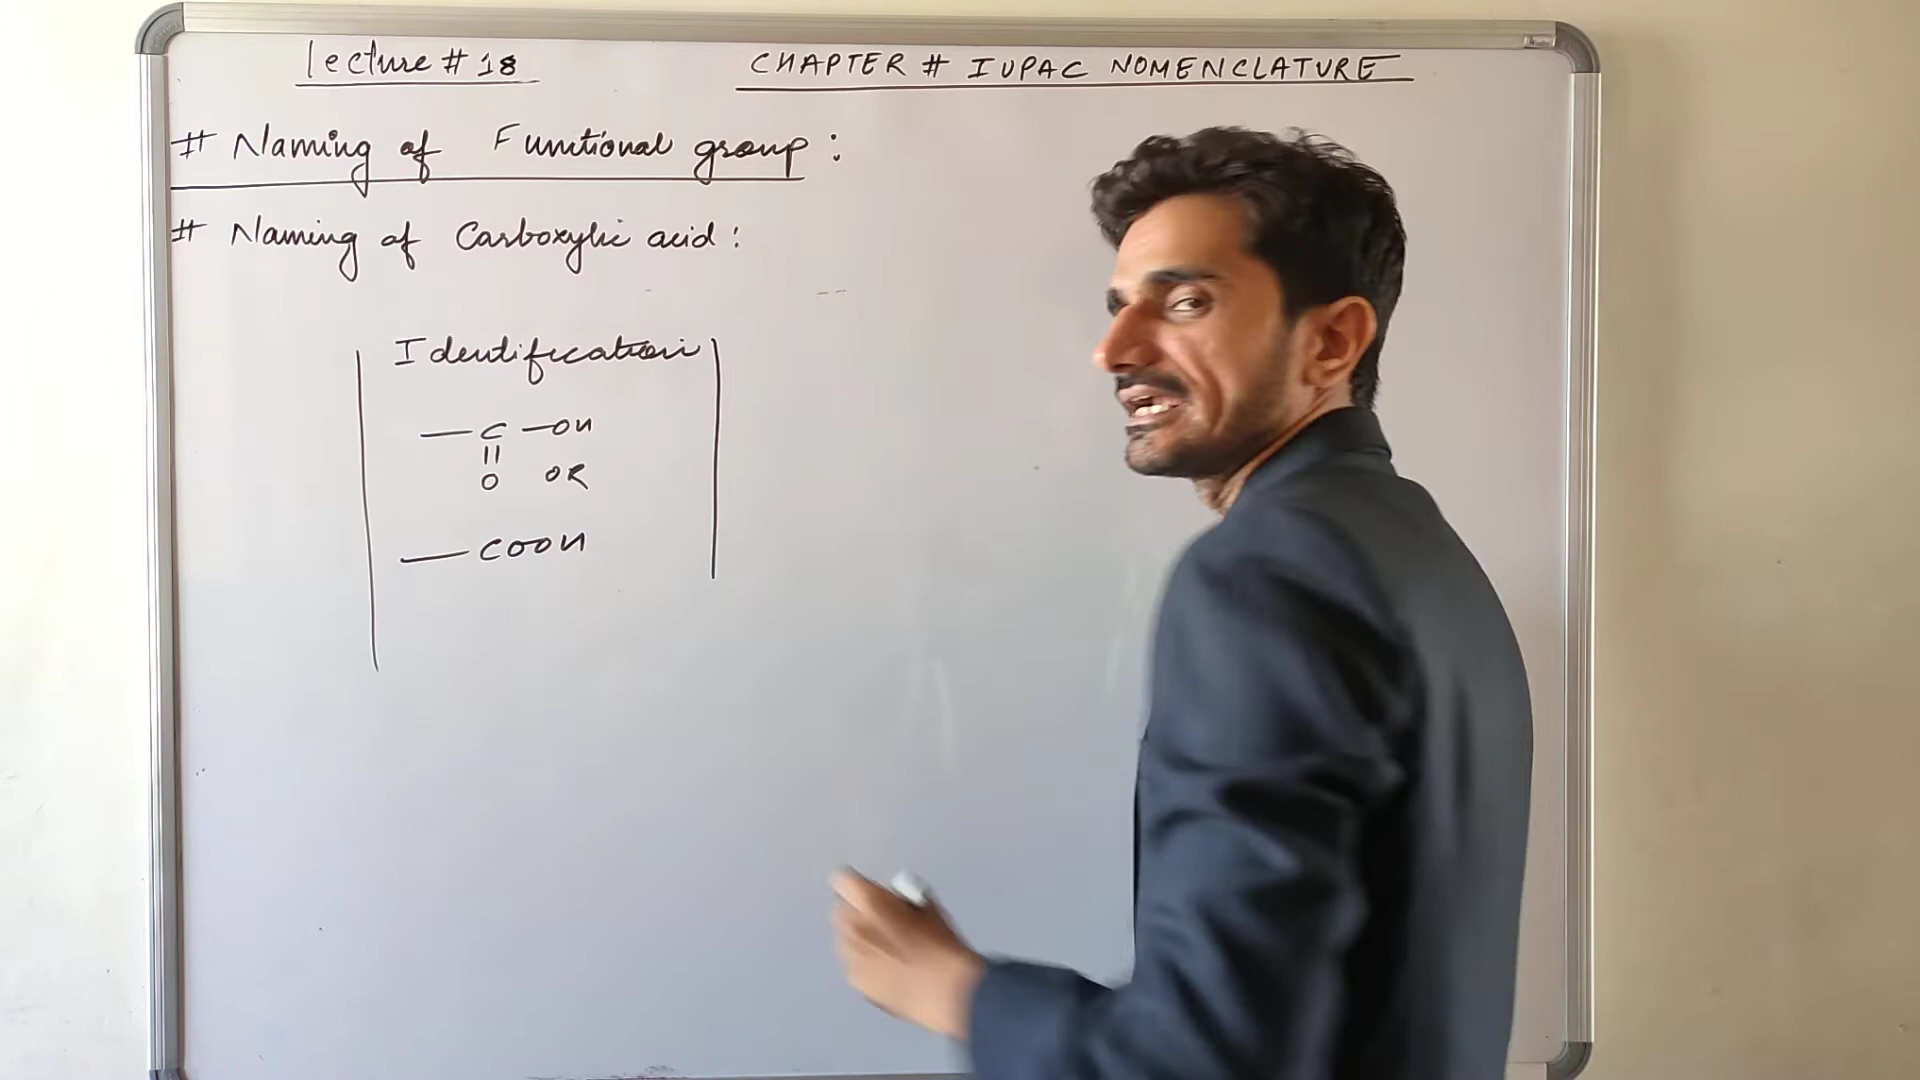 Lecture # 18
CHAPTER # IUPAC NOMENCLATURE
# Naming of Functional group :
# Naming of Carboxylic acid :
Identification
— C — OH
||
O OR
— COOH